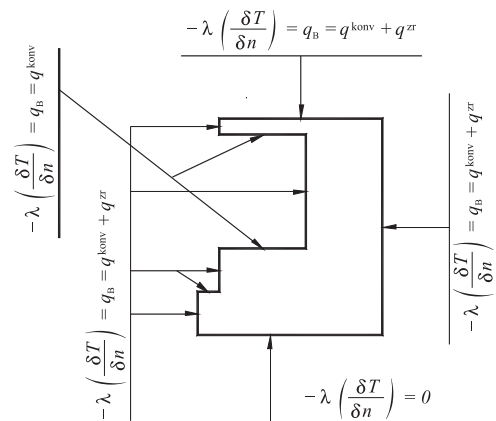 −λ (δT/δn) = q_B = q^konv + q^zr
−λ (δT/δn) = q_B = q^konv
−λ (δT/δn) = q_B = q^konv + q^zr
−λ (δT/δn) = q_B = q^konv + q^zr
−λ (δT/δn) = 0